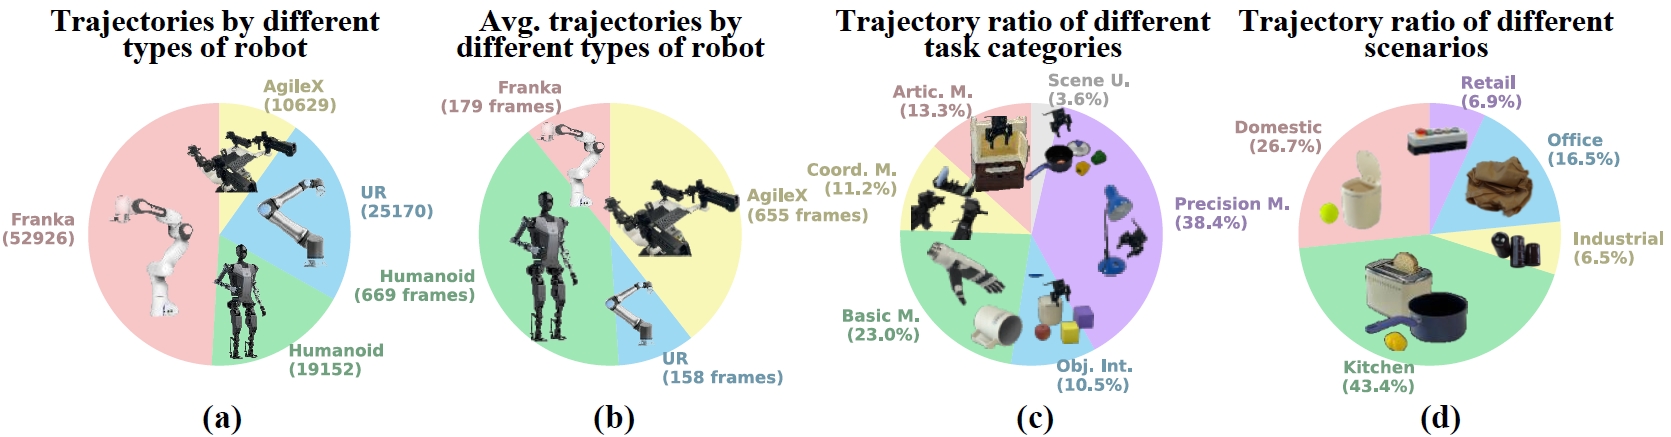 Trajectories by different
types of robot
AgileX
(10629)
UR
(25170)
Franka
(52926)
Humanoid
(19152)
(a)
Avg. trajectories by
different types of robot
Franka
(179 frames)
AgileX
(655 frames)
Humanoid
(669 frames)
UR
(158 frames)
(b)
Trajectory ratio of different
task categories
Scene U.
(3.6%)
Artic. M.
(13.3%)
Coord. M.
(11.2%)
Precision M.
(38.4%)
Basic M.
(23.0%)
Obj. Int.
(10.5%)
(c)
Trajectory ratio of different
scenarios
Retail
(6.9%)
Domestic
(26.7%)
Office
(16.5%)
Industrial
(6.5%)
Kitchen
(43.4%)
(d)